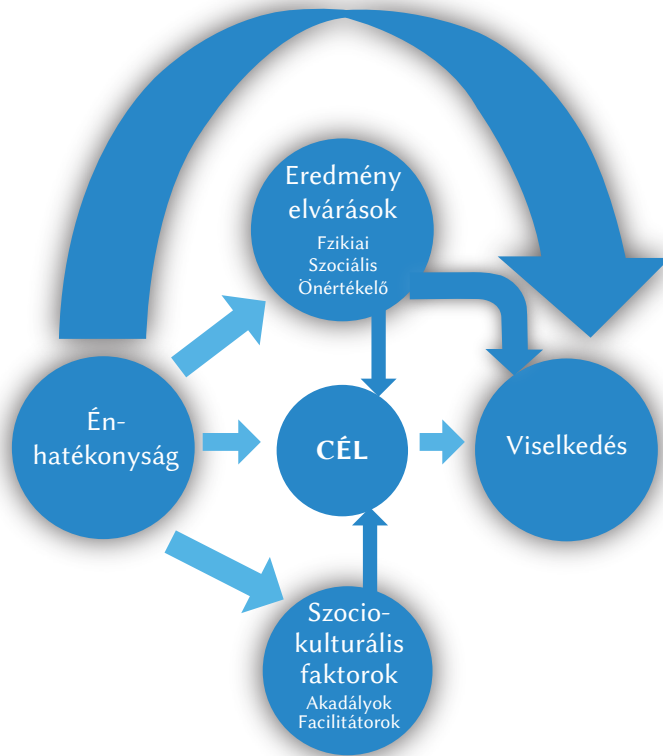 Eredmény
elvárások
Fzikiai
Szociális
Önértékelő
Én-
hatékonyság
CÉL
Viselkedés
Szocio-
kulturális
faktorok
Akadályok
Facilitátorok